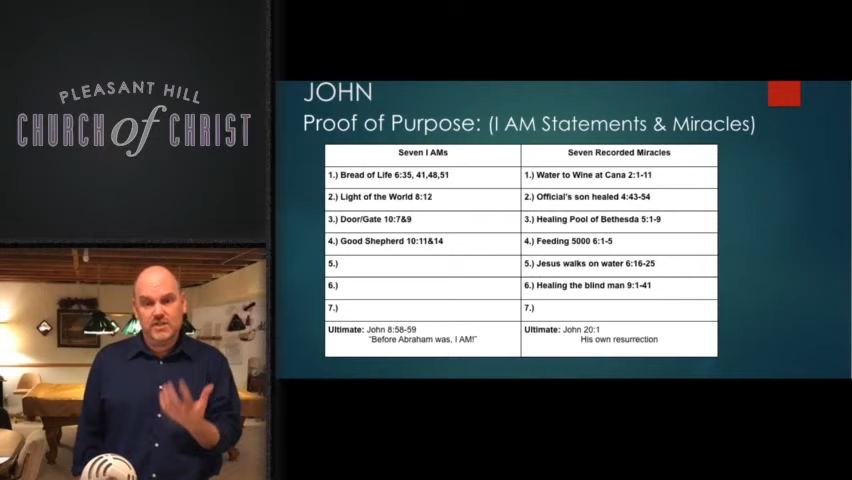 PLEASANT HILL
CHURCH of CHRIST
JOHN
Proof of Purpose: (I AM Statements & Miracles)
Seven I AMs Seven Recorded Miracles
1.) Bread of Life 6:35, 41,48,51 1.) Water to Wine at Cana 2:1-11
2.) Light of the World 8:12 2.) Official's son healed 4:43-54
3.) Door/Gate 10:7&9 3.) Healing Pool of Bethesda 5:1-9
4.) Good Shepherd 10:11&14 4.) Feeding 5000 6:1-5
5.) 5.) Jesus walks on water 6:16-25
6.) 6.) Healing the blind man 9:1-41
7.) 7.)
Ultimate: John 8:58-59 Ultimate: John 20:1
"Before Abraham was, I AM!" His own resurrection